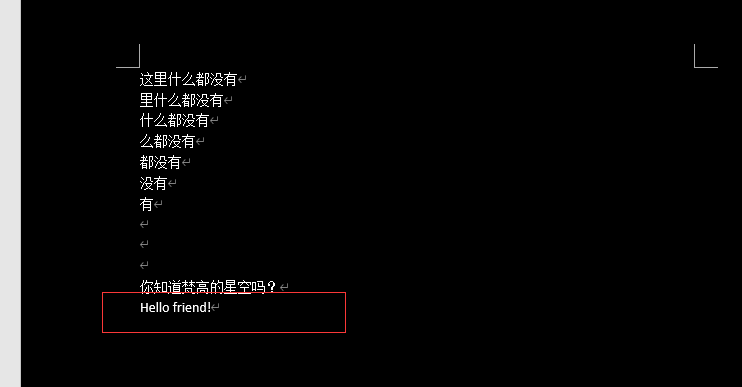 这里什么都没有
里什么都没有
什么都没有
么都没有
都没有
没有
有
你知道梵高的星空吗？
Hello friend!